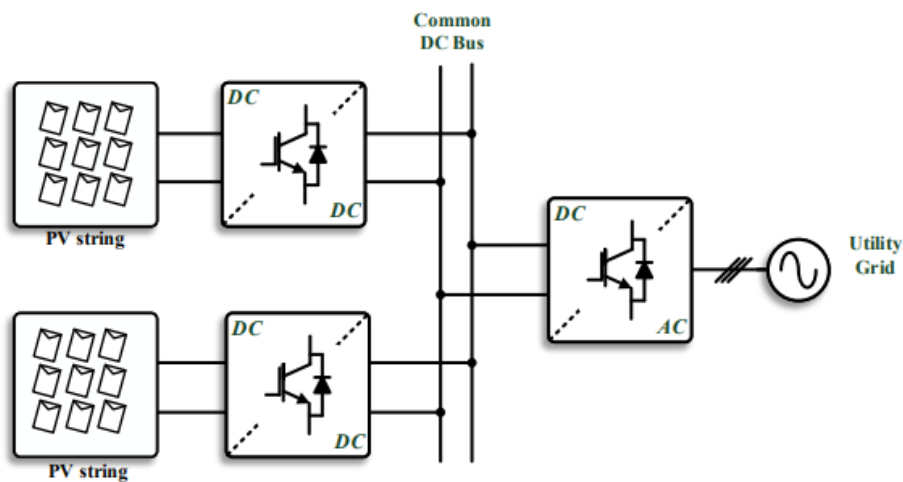 Common
DC Bus
DC
DC
PV string
DC
AC
Utility
Grid
DC
DC
PV string